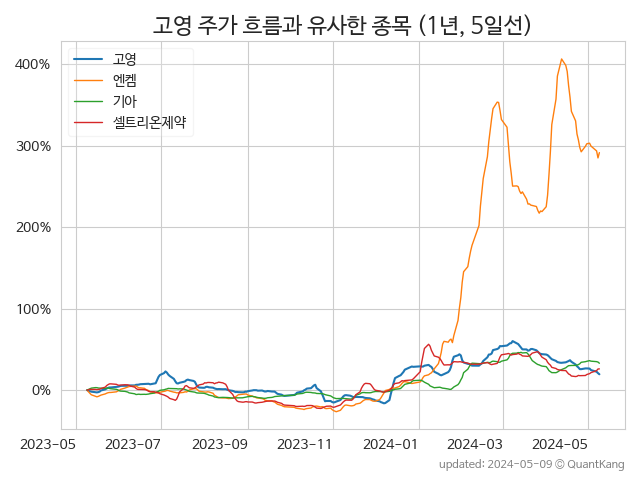 고영 주가 흐름과 유사한 종목 (1년, 5일선)
고영
엔켐
기아
셀트리온제약
400%
300%
200%
100%
0%
2023-05 2023-07 2023-09 2023-11 2024-01 2024-03 2024-05
updated: 2024-05-09 © QuantKang